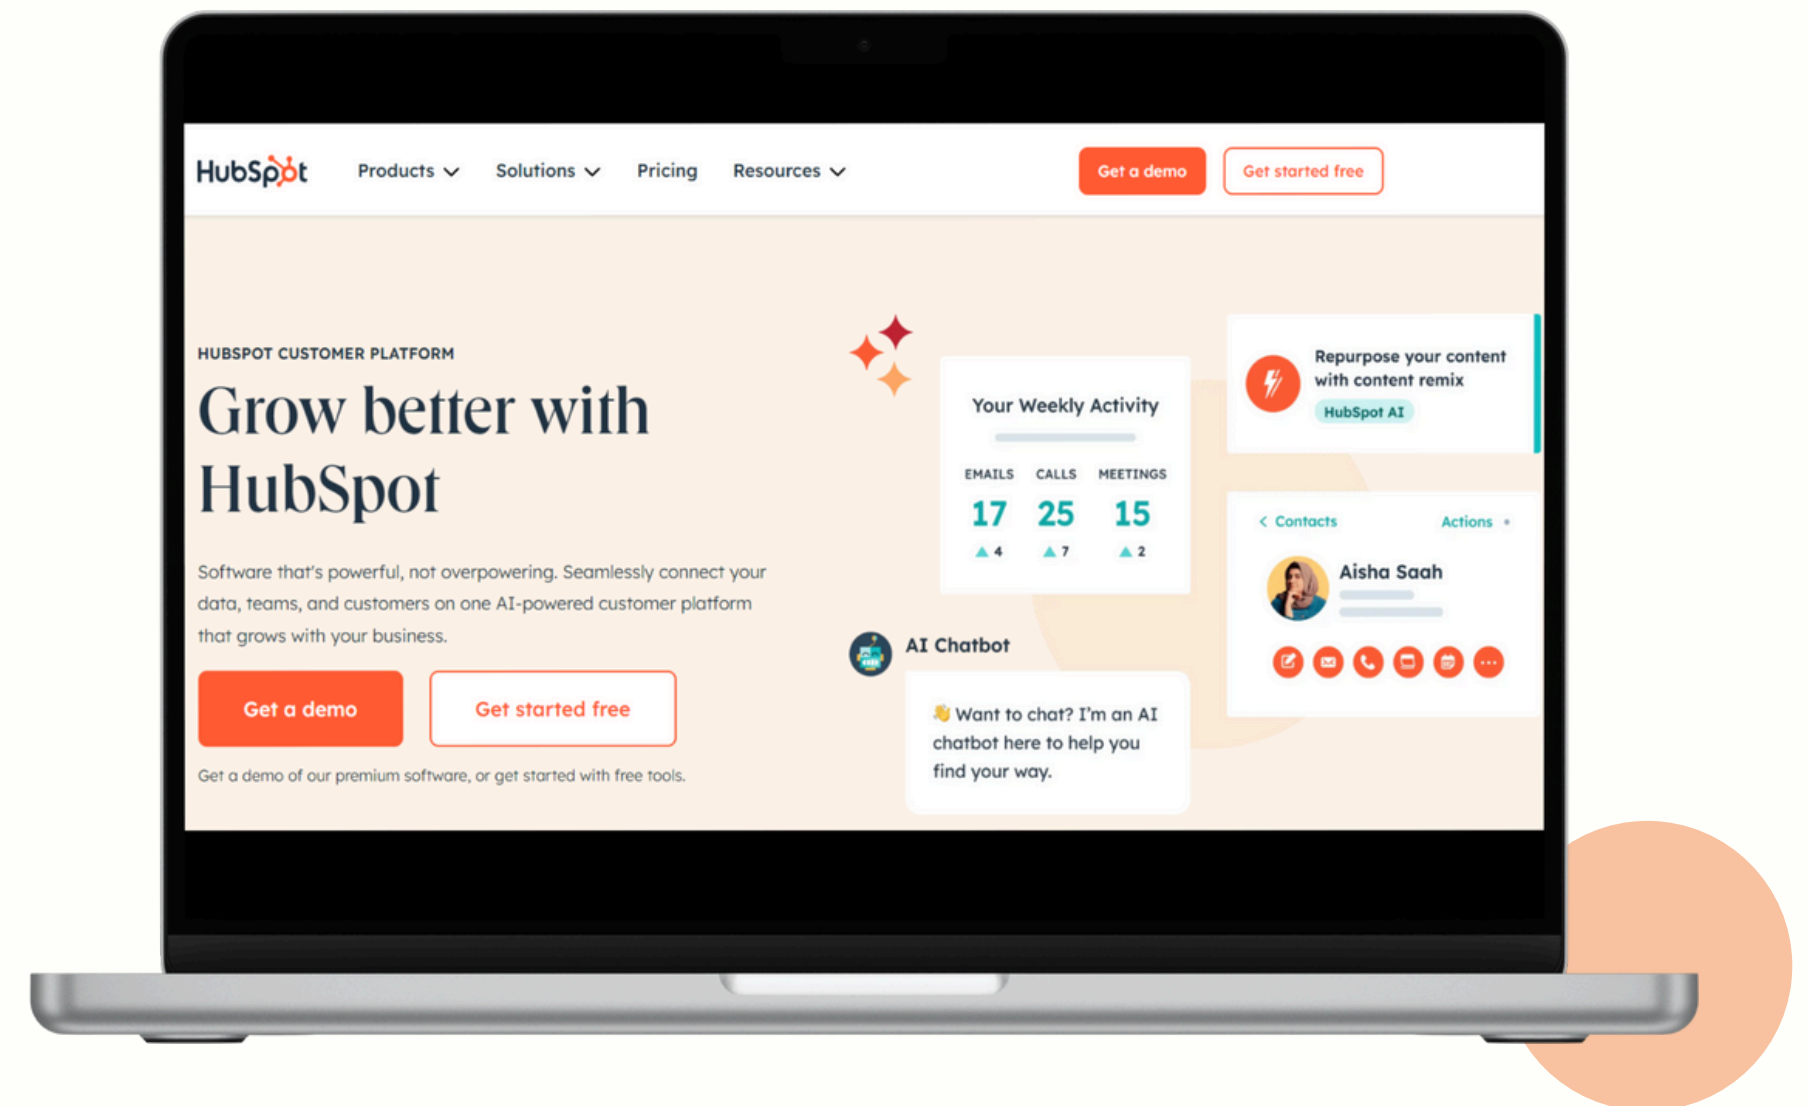 HubSpot
Products
Solutions
Pricing
Resources
Get a demo
Get started free
HUBSPOT CUSTOMER PLATFORM
Grow better with
HubSpot
Software that's powerful, not overpowering. Seamlessly connect your
data, teams, and customers on one AI-powered customer platform
that grows with your business.
Get a demo
Get started free
Get a demo of our premium software, or get started with free tools.
Your Weekly Activity
EMAILS CALLS MEETINGS
17 25 15
4 7 2
AI Chatbot
👋 Want to chat? I'm an AI
chatbot here to help you
find your way.
Repurpose your content
with content remix
HubSpot AI
< Contacts
Actions
Aisha Saah